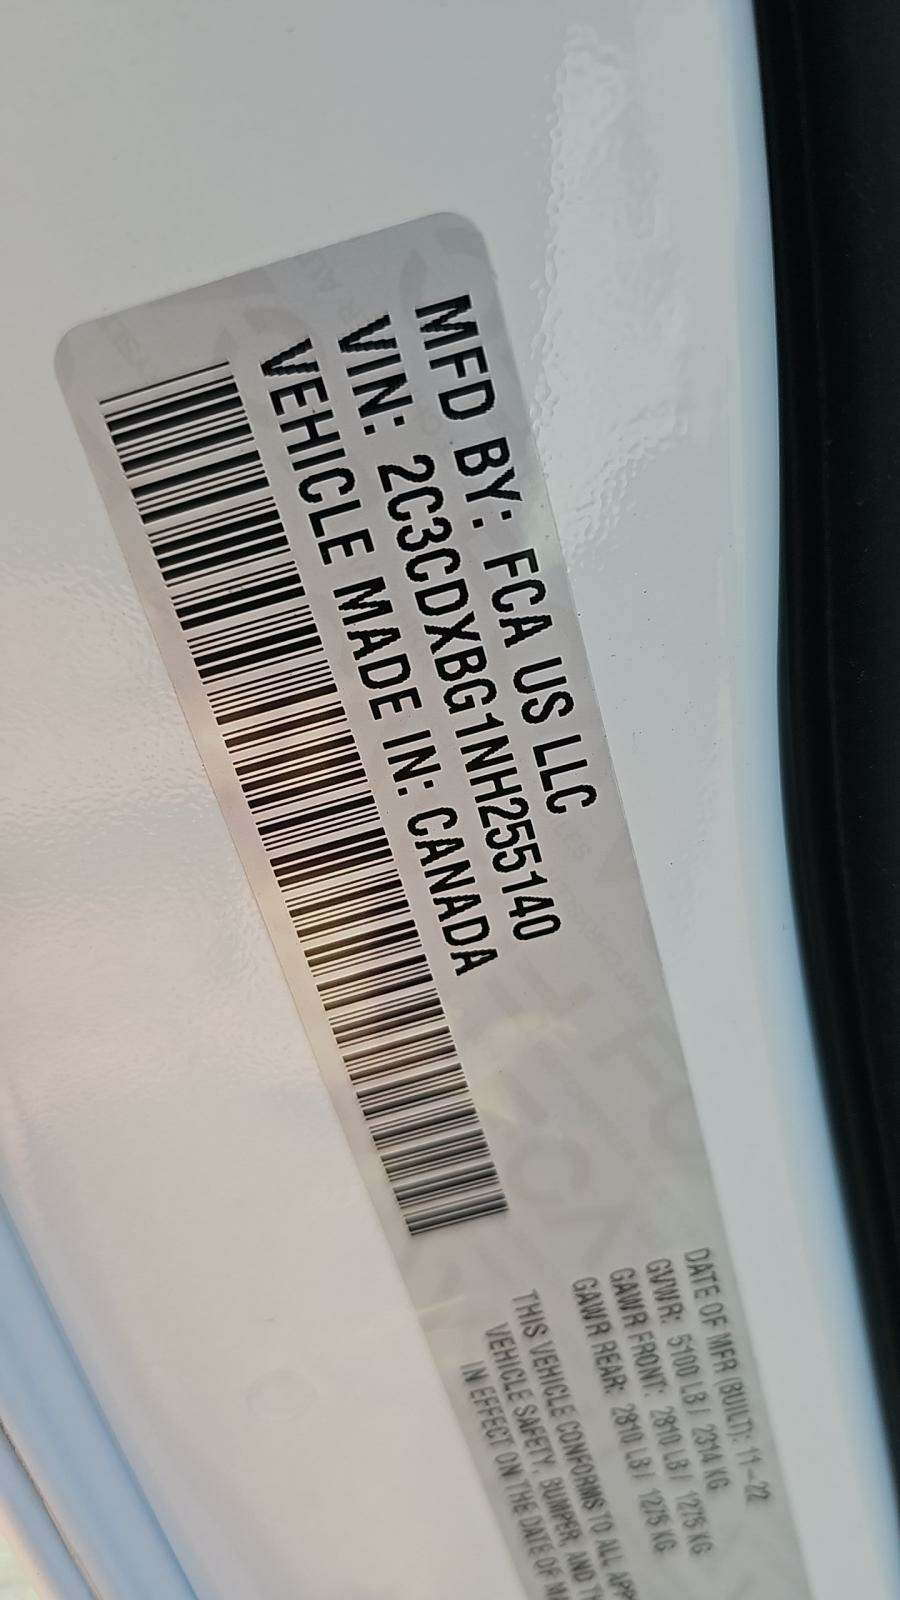 MFD BY: FCA US LLC
VIN: 2C3CDXBG1NH255140
VEHICLE MADE IN: CANADA
DATE OF MFR (BUILT): 11-22
GVWR: 5100 LB / 2314 KG
GAWR FRONT: 2810 LB / 1275 KG
GAWR REAR: 2810 LB / 1275 KG
THIS VEHICLE CONFORMS TO ALL
VEHICLE SAFETY, BUMPER, AND
IN EFFECT ON THE DATE OF